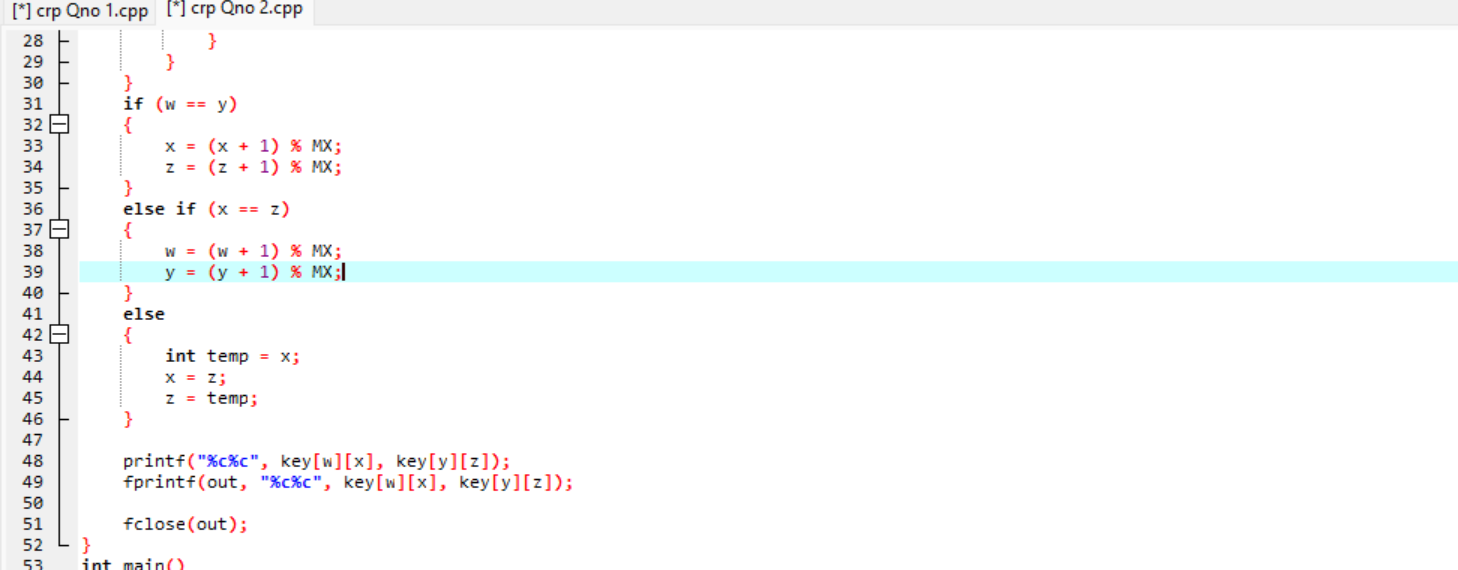 [*] crp Qno 1.cpp [*] crp Qno 2.cpp
28 }
29 }
30 }
31 if (w == y)
32 {
33 x = (x + 1) % MX;
34 z = (z + 1) % MX;
35 }
36 else if (x == z)
37 {
38 w = (w + 1) % MX;
39 y = (y + 1) % MX;
40 }
41 else
42 {
43 int temp = x;
44 x = z;
45 z = temp;
46 }
47
48 printf("%c%c", key[w][x], key[y][z]);
49 fprintf(out, "%c%c", key[w][x], key[y][z]);
50
51 fclose(out);
52 }
53 int main()